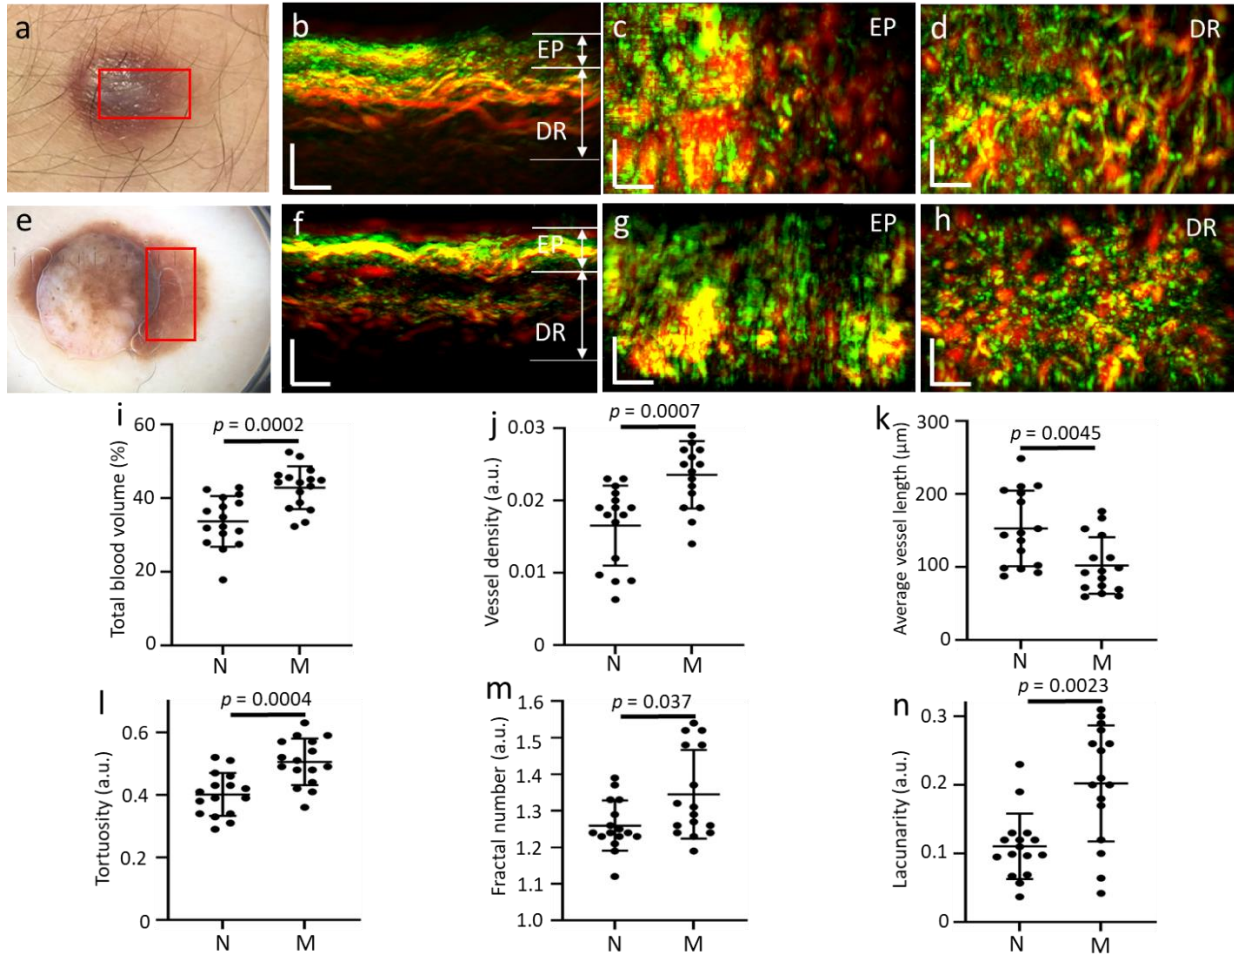 a
b
EP
DR
c
EP
d
DR
e
f
EP
DR
g
EP
h
DR
i
p = 0.0002
Total blood volume (%)
60
40
20
0
N
M
j
p = 0.0007
Vessel density (a.u.)
0.03
0.02
0.01
0
N
M
k
p = 0.0045
Average vessel length (μm)
300
200
100
0
N
M
l
p = 0.0004
Tortuosity (a.u.)
0.6
0.4
0.2
0
N
M
m
p = 0.037
Fractal number (a.u.)
1.6
1.5
1.4
1.3
1.2
1.1
1.0
N
M
n
p = 0.0023
Lacunarity (a.u.)
0.3
0.2
0.1
0
N
M